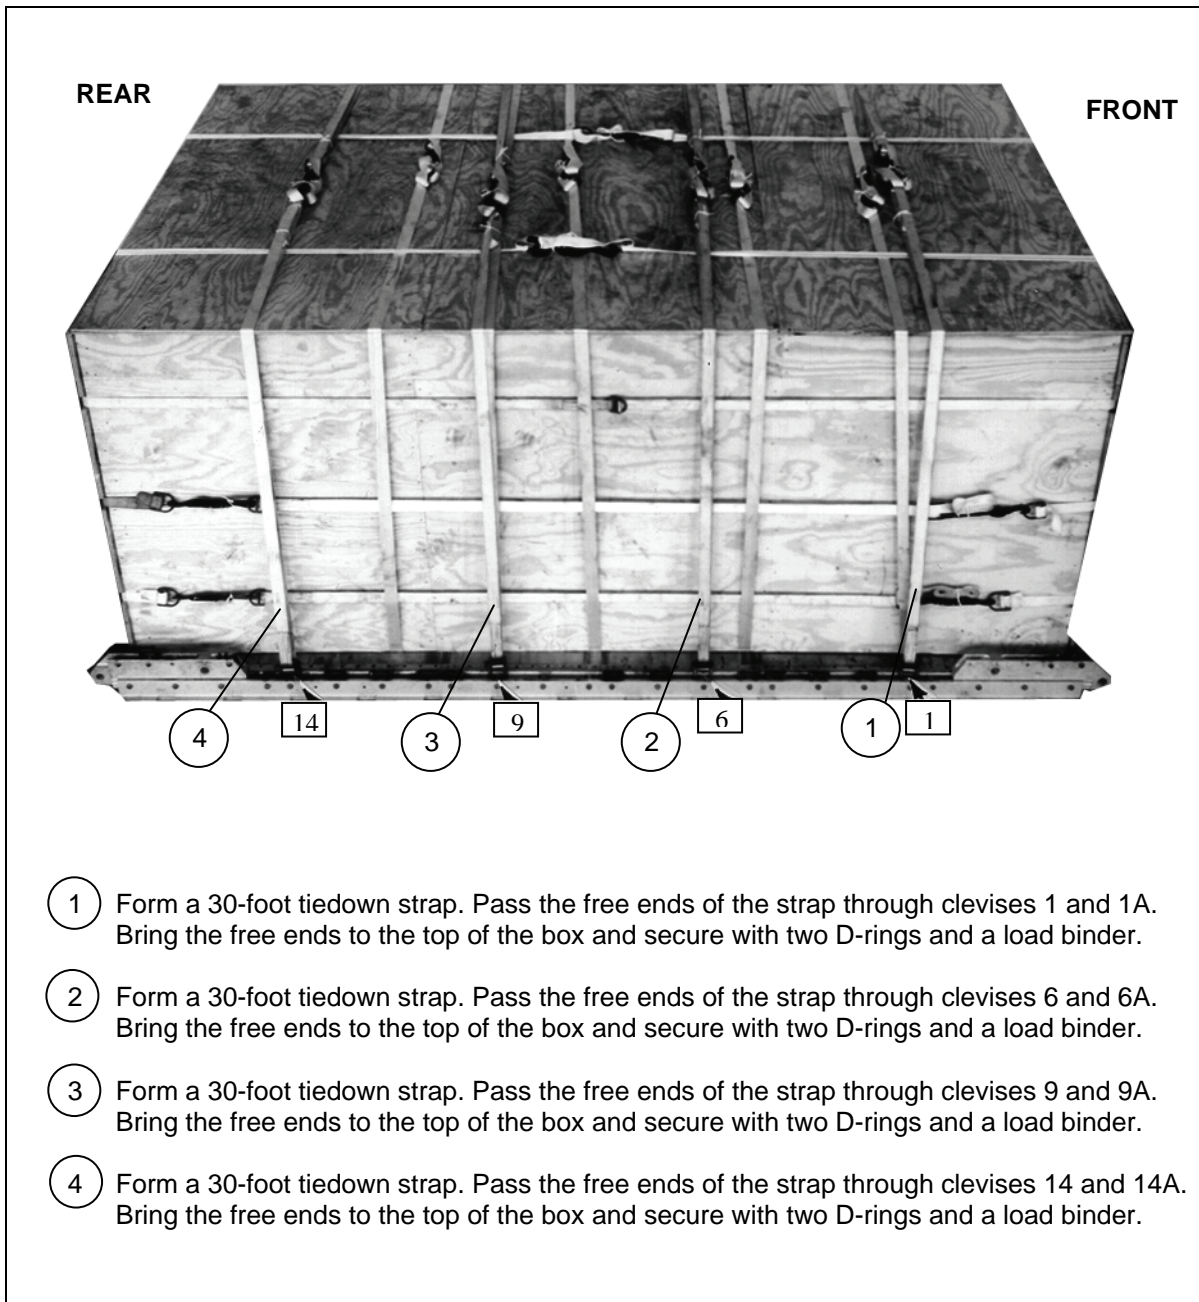 REAR
FRONT
4
14
3
9
2
6
1
1
1 Form a 30-foot tiedown strap. Pass the free ends of the strap through clevises 1 and 1A.
Bring the free ends to the top of the box and secure with two D-rings and a load binder.
2 Form a 30-foot tiedown strap. Pass the free ends of the strap through clevises 6 and 6A.
Bring the free ends to the top of the box and secure with two D-rings and a load binder.
3 Form a 30-foot tiedown strap. Pass the free ends of the strap through clevises 9 and 9A.
Bring the free ends to the top of the box and secure with two D-rings and a load binder.
4 Form a 30-foot tiedown strap. Pass the free ends of the strap through clevises 14 and 14A.
Bring the free ends to the top of the box and secure with two D-rings and a load binder.